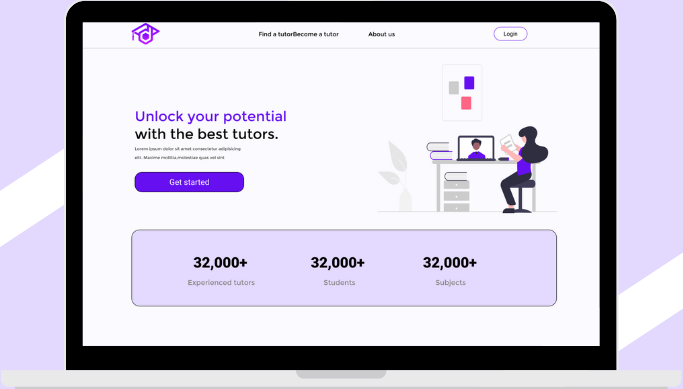 Find a tutor Become a tutor About us Login
Unlock your potential
with the best tutors.
Lorem ipsum dolor sit amet consectetur adipisicing
elit. Maxime mollitia,molestiae quas vel sint
Get started
32,000+ 32,000+ 32,000+
Experienced tutors Students Subjects